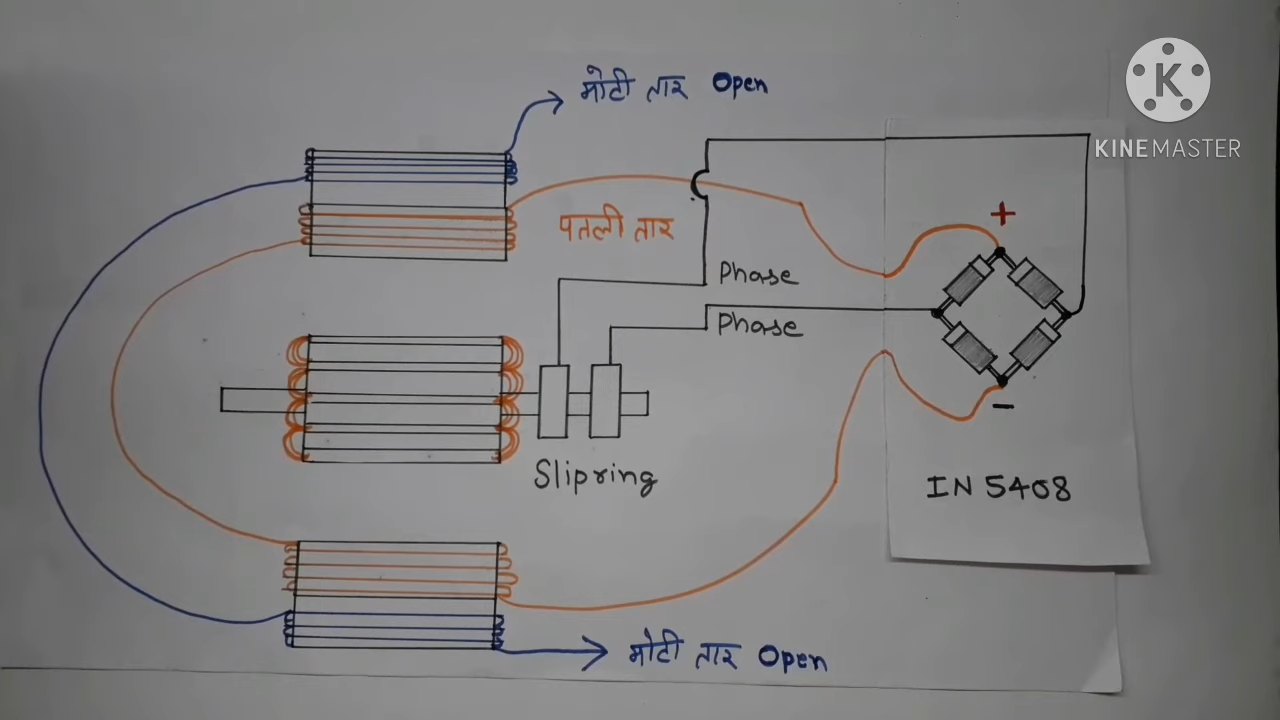 मोटी तार Open
KINEMASTER
पतली तार
+
Phase
Phase
−
Slipring
IN 5408
मोटी तार Open